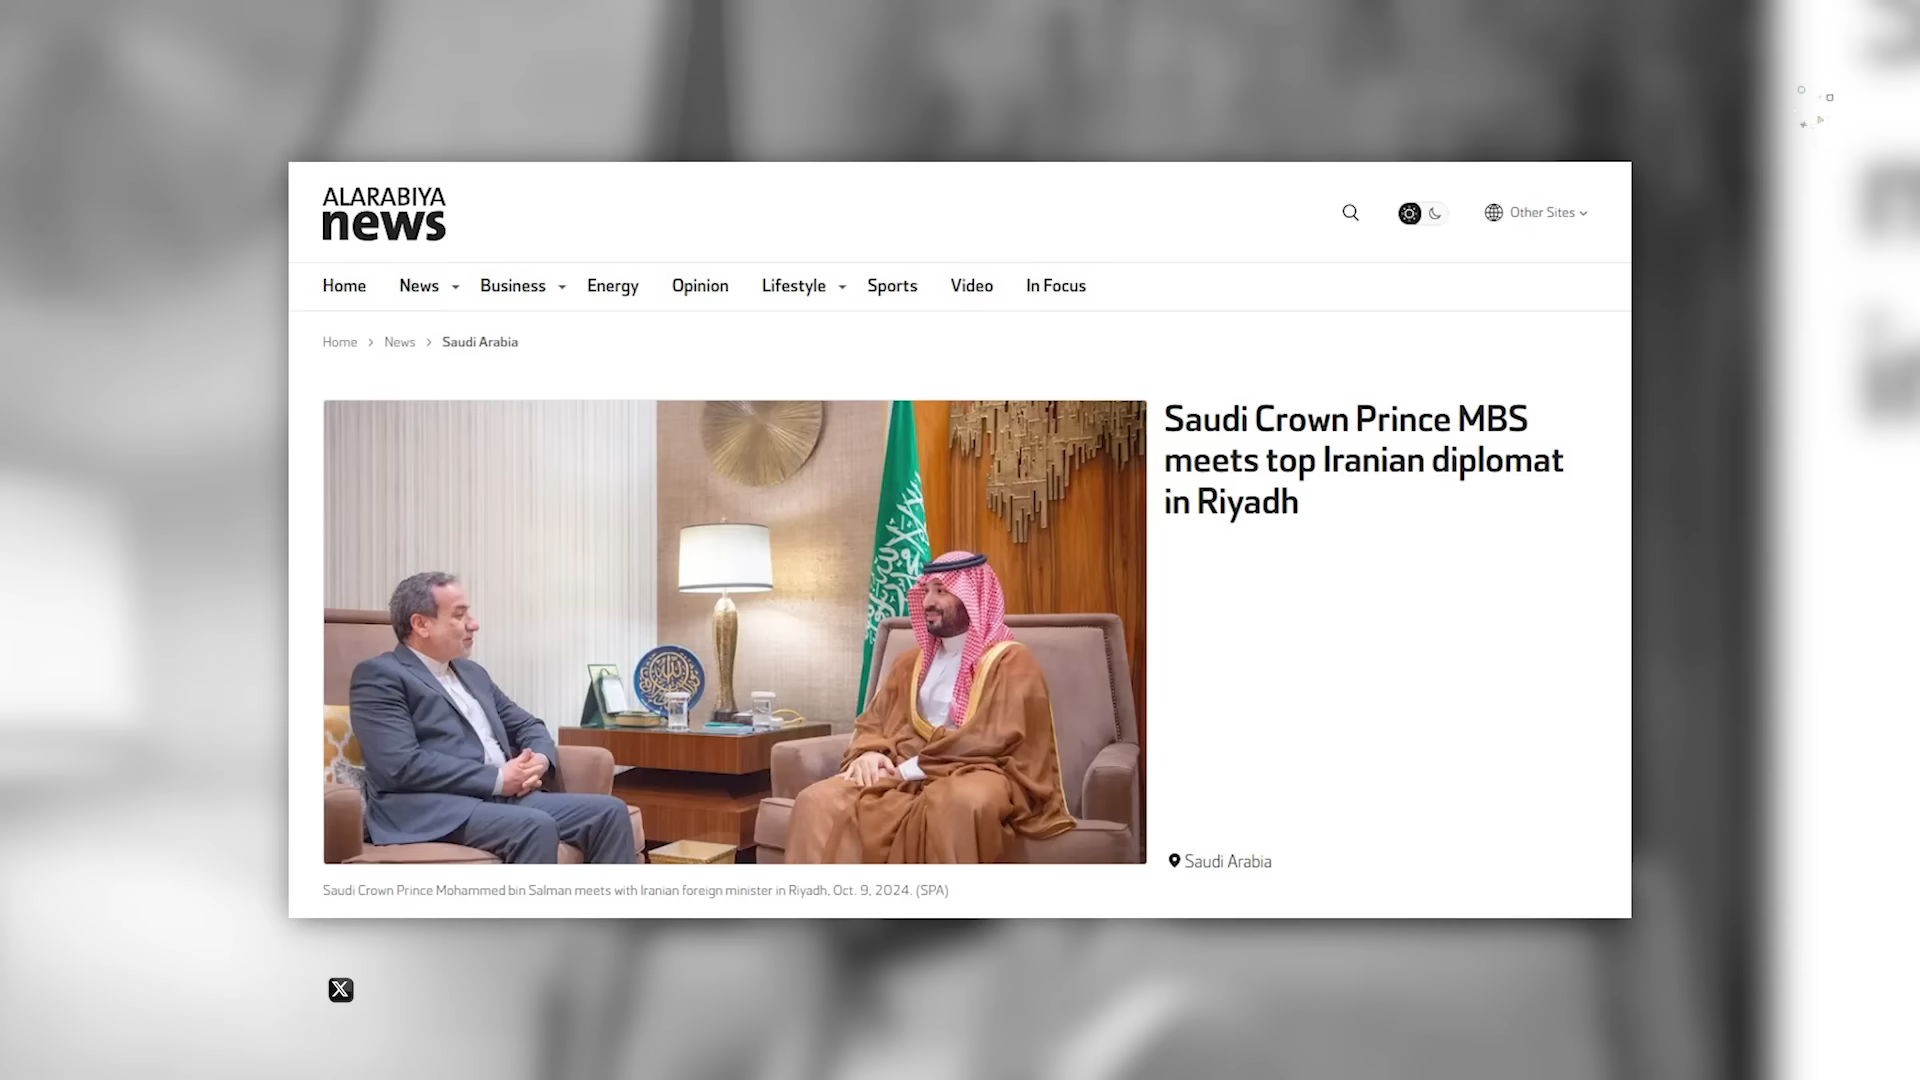 ALARABIYA
news
Other Sites
Home News Business Energy Opinion Lifestyle Sports Video In Focus
Home > News > Saudi Arabia
Saudi Crown Prince MBS
meets top Iranian diplomat
in Riyadh
Saudi Arabia
Saudi Crown Prince Mohammed bin Salman meets with Iranian foreign minister in Riyadh, Oct. 9, 2024. (SPA)
X